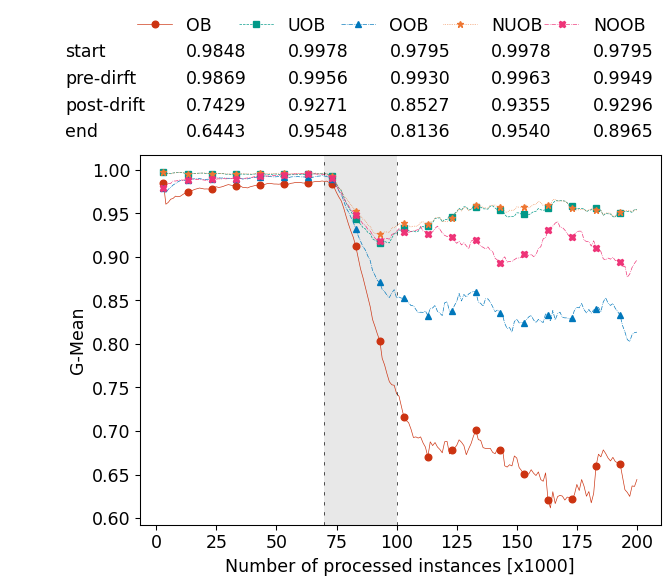 OB UOB OOB NUOB NOOB
start 0.9848 0.9978 0.9795 0.9978 0.9795
pre-dirft 0.9869 0.9956 0.9930 0.9963 0.9949
post-drift 0.7429 0.9271 0.8527 0.9355 0.9296
end 0.6443 0.9548 0.8136 0.9540 0.8965
1.00
0.95
0.90
0.85
0.80
0.75
0.70
0.65
0.60
G-Mean
0 25 50 75 100 125 150 175 200
Number of processed instances [x1000]